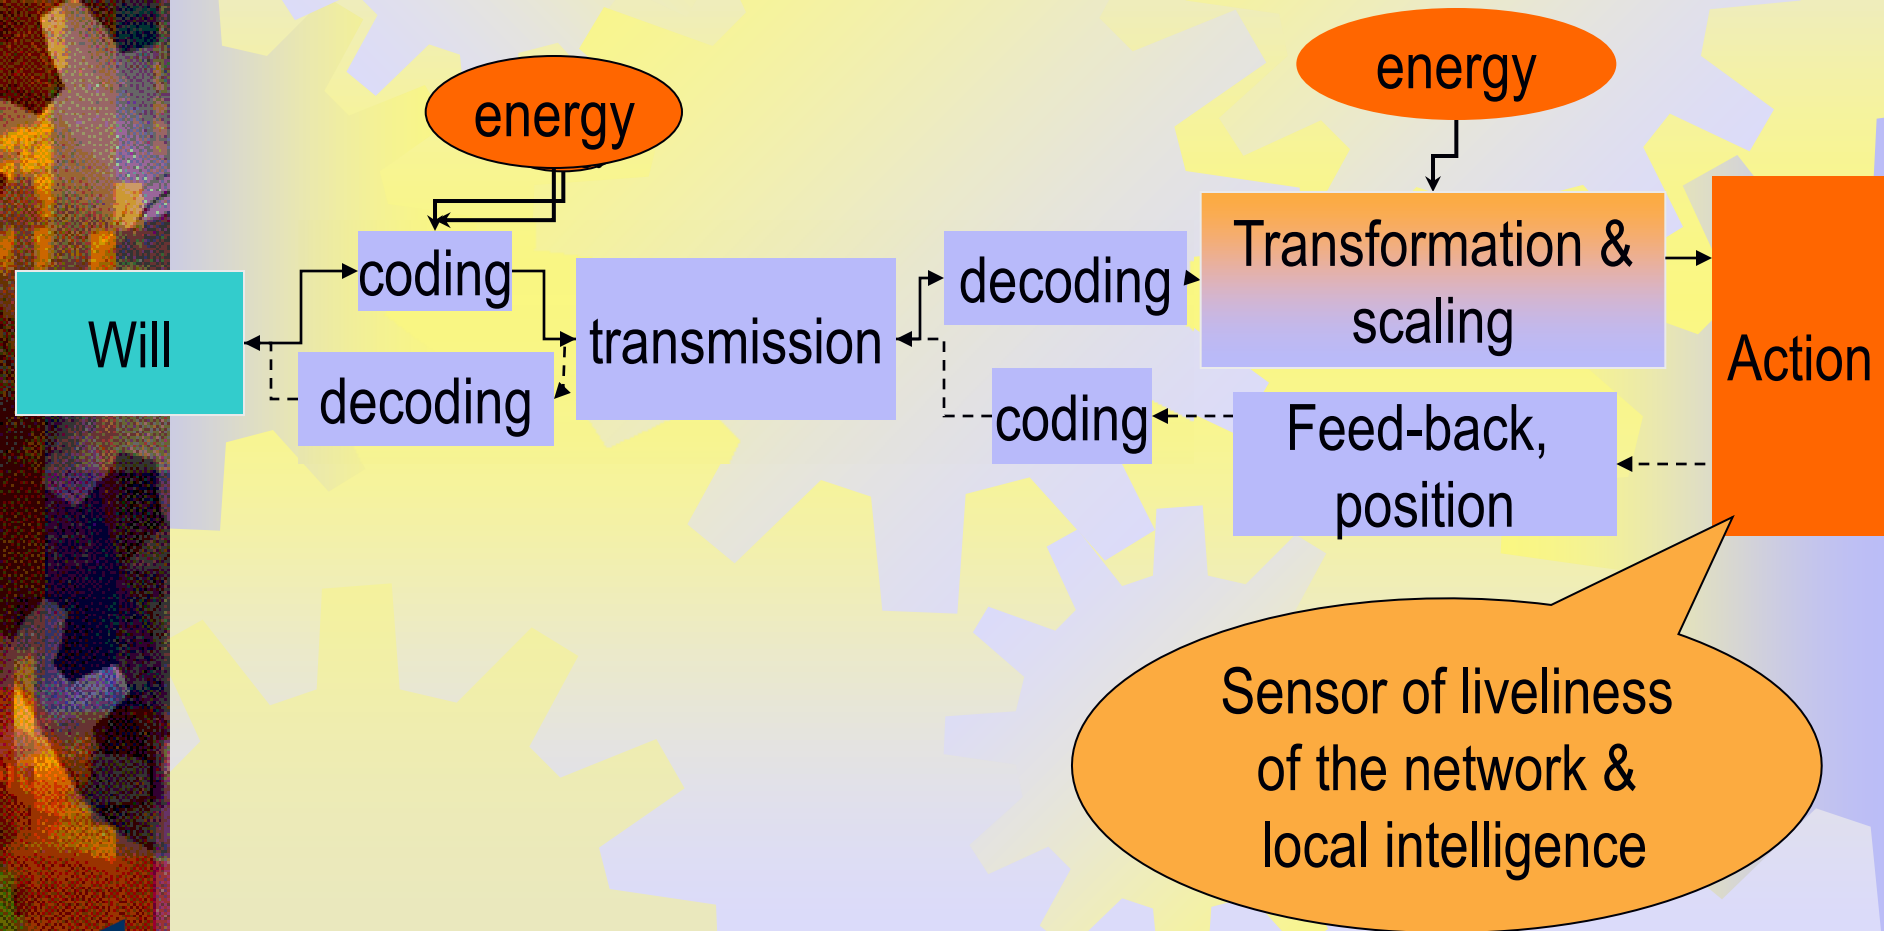 energy
energy
Will
coding
decoding
transmission
decoding
coding
Transformation &
scaling
Feed-back,
position
Action
Sensor of liveliness
of the network &
local intelligence